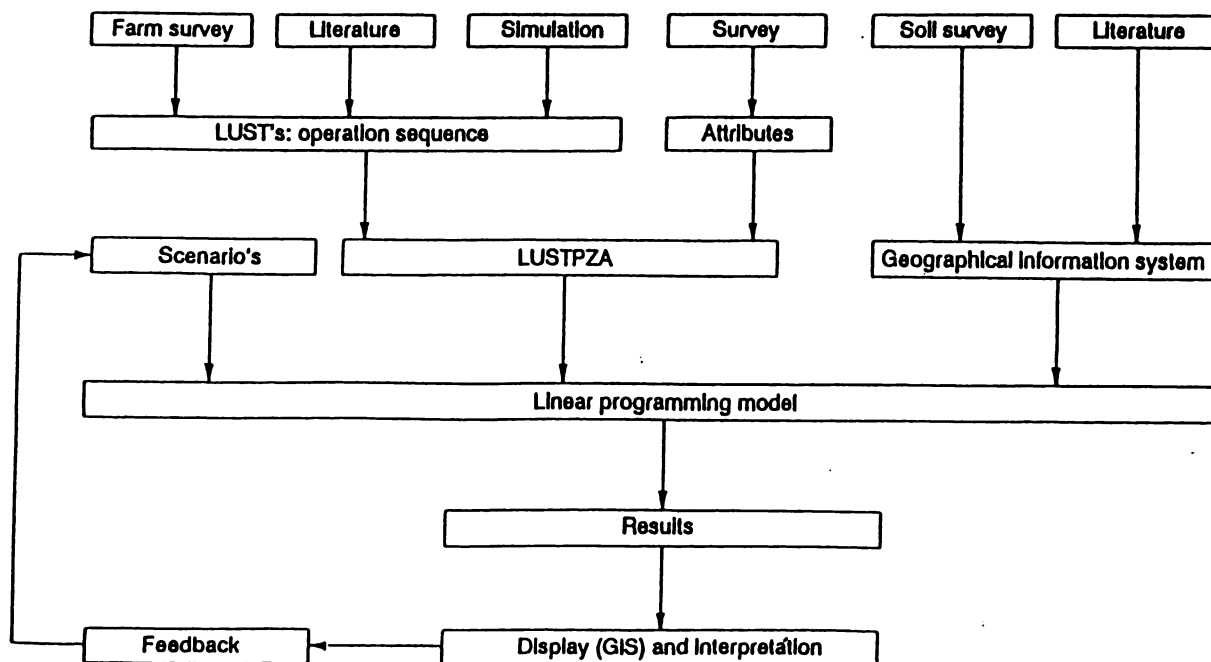 Farm survey
Literature
Simulation
Survey
Soil survey
Literature
LUST's: operation sequence
Attributes
Scenario's
LUSTPZA
Geographical information system
Linear programming model
Results
Feedback
Display (GIS) and interpretation